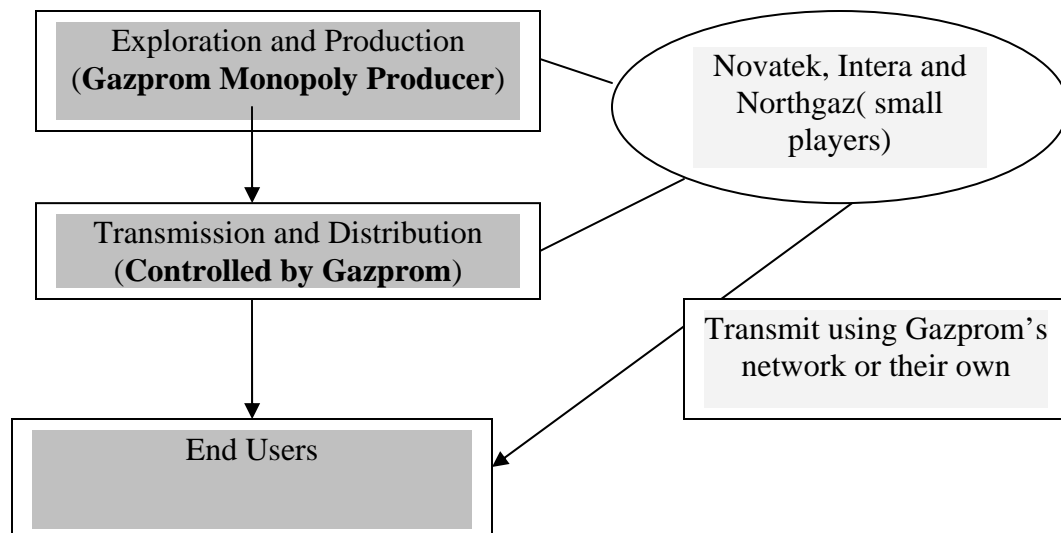 Exploration and Production
(Gazprom Monopoly Producer)
Novatek, Intera and
Northgaz( small
players)
Transmission and Distribution
(Controlled by Gazprom)
Transmit using Gazprom’s
network or their own
End Users